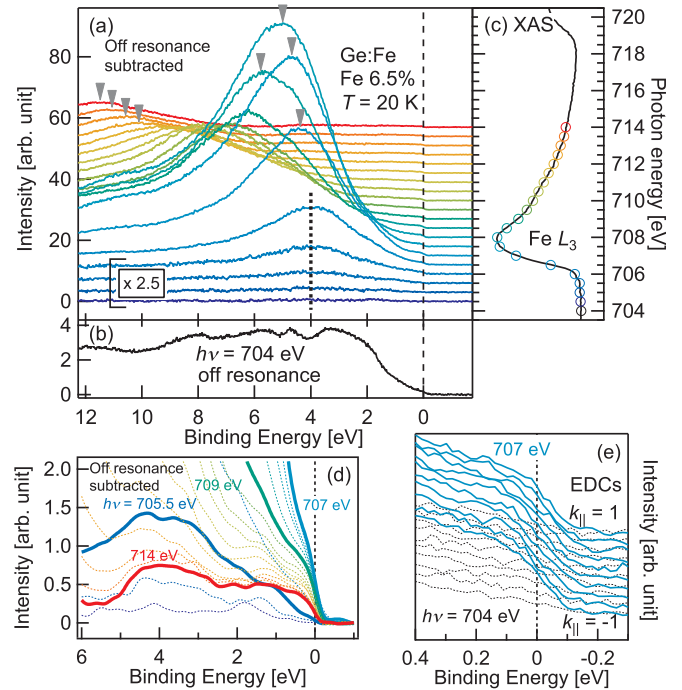 (a)
Off resonance
subtracted
Ge:Fe
Fe 6.5%
T = 20 K
x 2.5
80
60
40
20
0
Intensity [arb. unit]
(c) XAS
Fe L3
720
718
716
714
712
710
708
706
704
Photon energy [eV]
(b)
hν = 704 eV
off resonance
4
2
0
12 10 8 6 4 2 0
Binding Energy [eV]
Off resonance
subtracted
(d)
hν = 705.5 eV
709 eV
707 eV
714 eV
2.0
1.5
1.0
0.5
0
Intensity [arb. unit]
6 4 2 0
Binding Energy [eV]
707 eV
(e)
EDCs
k|| = 1
hν = 704 eV
k|| = -1
Intensity [arb. unit]
0.4 0.2 0 -0.2
Binding Energy [eV]